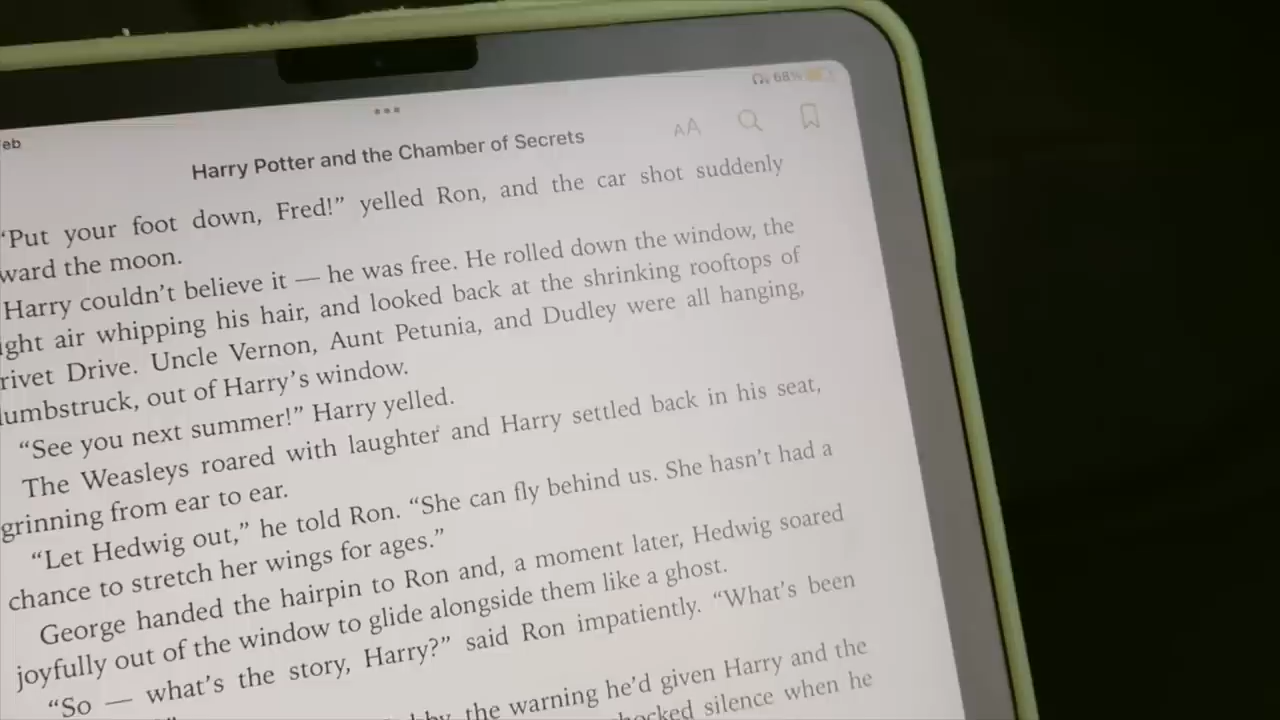 eb
68%
Harry Potter and the Chamber of Secrets
AA
“Put your foot down, Fred!” yelled Ron, and the car shot suddenly
ward the moon.
Harry couldn’t believe it — he was free. He rolled down the window, the
ght air whipping his hair, and looked back at the shrinking rooftops of
rivet Drive. Uncle Vernon, Aunt Petunia, and Dudley were all hanging,
umbstruck, out of Harry’s window.
“See you next summer!” Harry yelled.
The Weasleys roared with laughter and Harry settled back in his seat,
grinning from ear to ear.
“Let Hedwig out,” he told Ron. “She can fly behind us. She hasn’t had a
chance to stretch her wings for ages.”
George handed the hairpin to Ron and, a moment later, Hedwig soared
joyfully out of the window to glide alongside them like a ghost.
“So — what’s the story, Harry?” said Ron impatiently. “What’s been
the warning he’d given Harry and the
silence when he